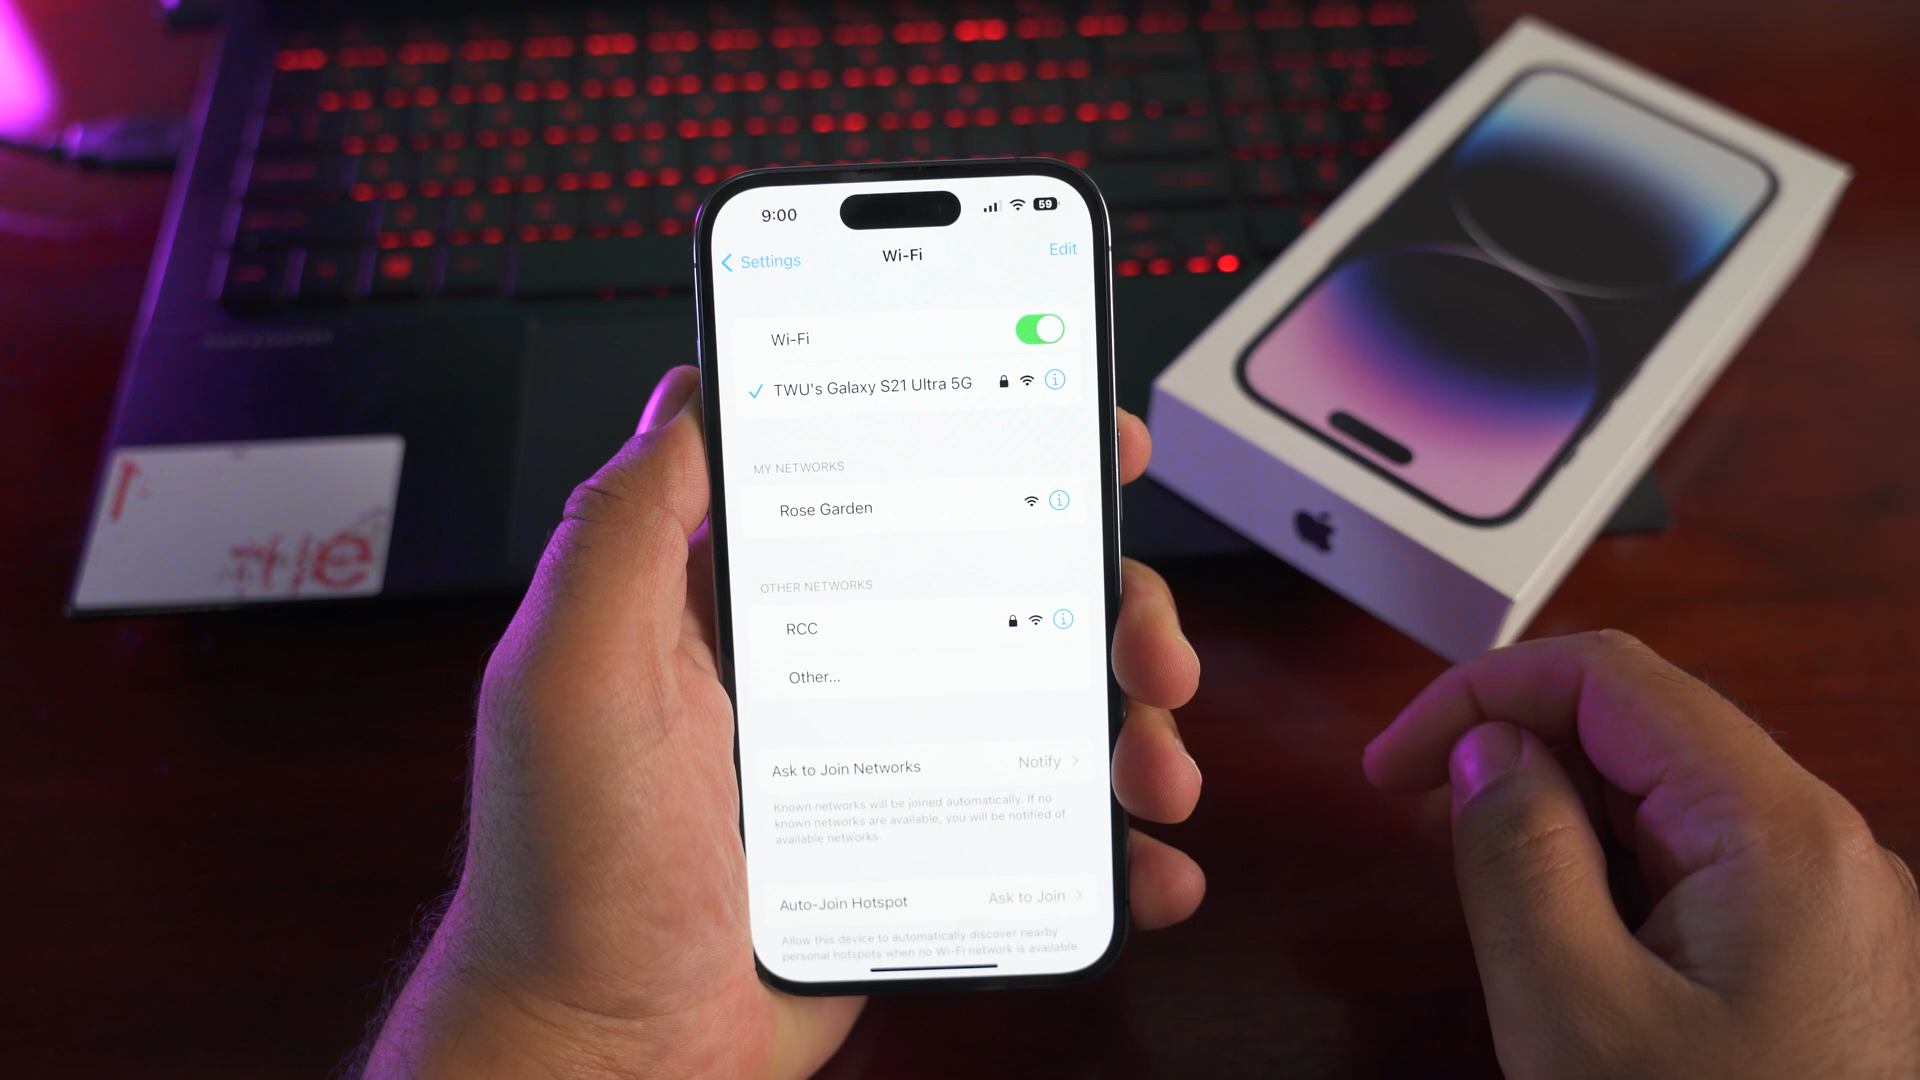 9:00
59
Settings
Wi-Fi
Edit
Wi-Fi
TWU's Galaxy S21 Ultra 5G
MY NETWORKS
Rose Garden
OTHER NETWORKS
RCC
Other...
Ask to Join Networks
Notify
Known networks will be joined automatically. If no
known networks are available, you will be notified of
available networks.
Auto-Join Hotspot
Ask to Join
Allow this device to automatically discover nearby
personal hotspots when no Wi-Fi network is available.